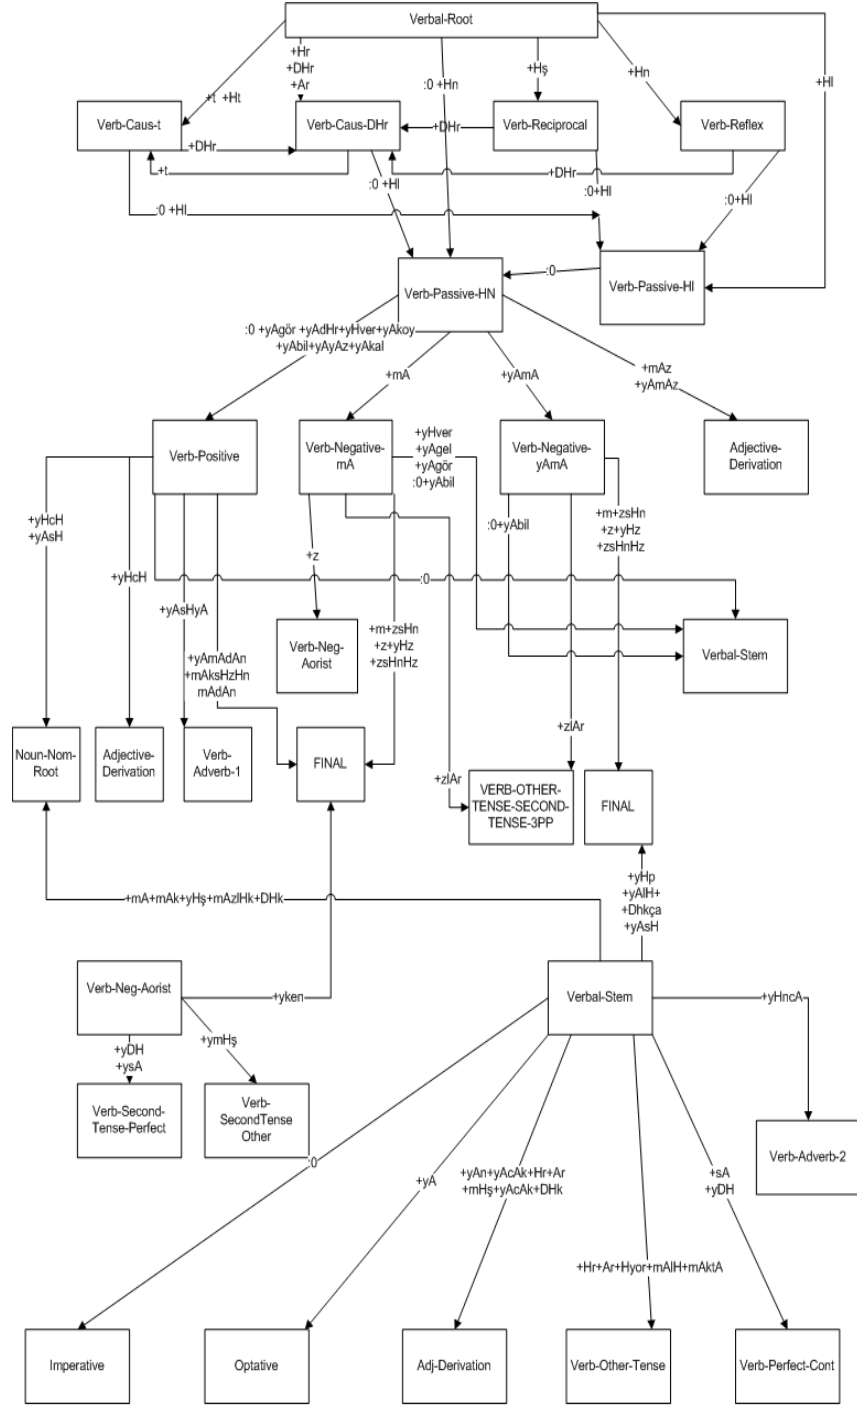 Verbal-Root
+Hr
+DHr
+Ar
:0 +Hn
+Hş
+Hn
+Hl
+t +Ht
Verb-Caus-t
Verb-Caus-DHr
Verb-Reciprocal
Verb-Reflex
+DHr
+DHr
+t
+DHr
:0 +Hl
:0 +Hl
:0+Hl
:0+Hl
Verb-Passive-HN
:0
Verb-Passive-Hl
:0 +yAgör +yAdHr+yHver+yAkoy
+yAbil+yAyAz+yAkal
+mA
+yAmA
+mAz
+yAmAz
Verb-Positive
Verb-Negative-
mA
+yHver
+yAgel
+yAgör
:0+yAbil
Verb-Negative-
yAmA
Adjective-
Derivation
+yHcH
+yAsH
+yHcH
+yAsHyA
+yAmAdAn
+mAksHzHn
mAdAn
+z
:0
+m+zsHn
+z+yHz
+zsHnHz
:0+yAbil
+m+zsHn
+z+yHz
+zsHnHz
Verb-Neg-
Aorist
Verbal-Stem
+zlAr
+zlAr
Noun-Nom-
Root
Adjective-
Derivation
Verb-
Adverb-1
FINAL
VERB-OTHER-
TENSE-SECOND-
TENSE-3PP
FINAL
+mA+mAk+yHş+mAzlHk+DHk
+yHp
+yAlH+
+Dhkça
+yAsH
Verb-Neg-Aorist
+yken
Verbal-Stem
+yHncA
+yDH
+ysA
+ymHş
Verb-Second-
Tense-Perfect
Verb-
SecondTense
Other
Verb-Adverb-2
:0
+yA
+yAn+yAcAk+Hr+Ar
+mHş+yAcAk+DHk
+sA
+yDH
+Hr+Ar+Hyor+mAlH+mAktA
Imperative
Optative
Adj-Derivation
Verb-Other-Tense
Verb-Perfect-Cont